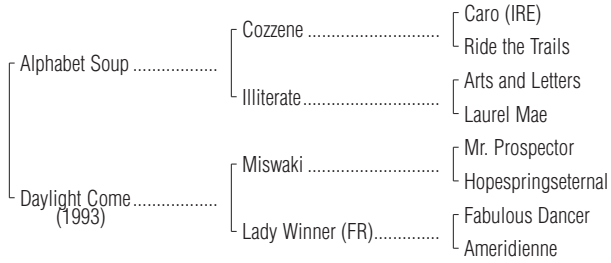 Caro (IRE)
Cozzene ..............................
Ride the Trails
Alphabet Soup ...................
Arts and Letters
Illiterate ...............................
Laurel Mae
Mr. Prospector
Miswaki ..............................
Hopespringseternal
Daylight Come ...................
(1993)
Fabulous Dancer
Lady Winner (FR) ...............
Ameridienne